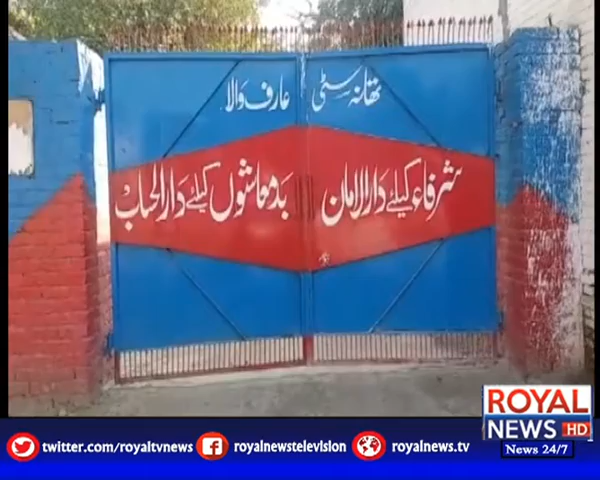 تھانہ سٹی عارف والا
شرفاء کیلئے دارالامان بدمعاشوں کیلئے دارالحساب
ROYAL
NEWS HD
News 24/7
twitter.com/royaltvnews royalnewstelevision royalnews.tv